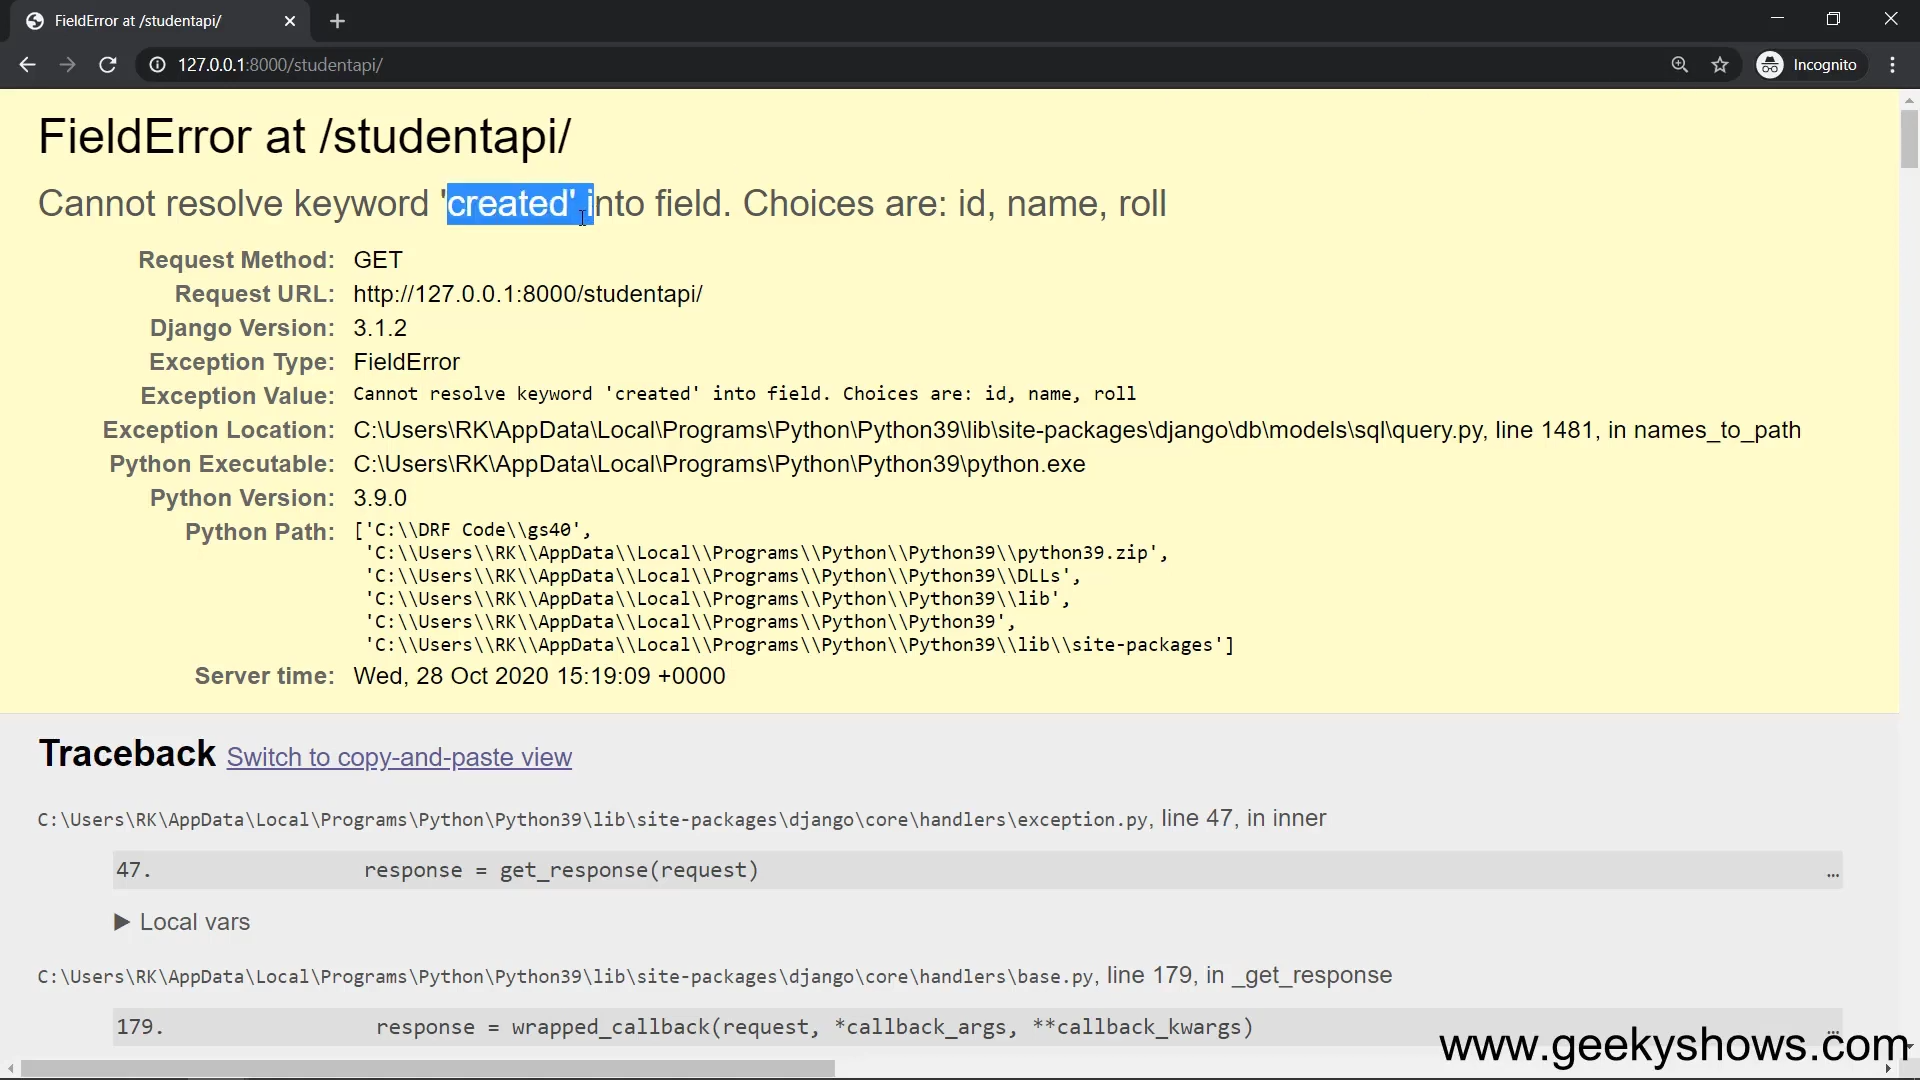 FieldError at /studentapi/
127.0.0.1:8000/studentapi/
Incognito
FieldError at /studentapi/
Cannot resolve keyword 'created' into field. Choices are: id, name, roll
Request Method: GET
Request URL: http://127.0.0.1:8000/studentapi/
Django Version: 3.1.2
Exception Type: FieldError
Exception Value: Cannot resolve keyword 'created' into field. Choices are: id, name, roll
Exception Location: C:\Users\RK\AppData\Local\Programs\Python\Python39\lib\site-packages\django\db\models\sql\query.py, line 1481, in names_to_path
Python Executable: C:\Users\RK\AppData\Local\Programs\Python\Python39\python.exe
Python Version: 3.9.0
Python Path: ['C:\\DRF Code\\gs40',
'C:\\Users\\RK\\AppData\\Local\\Programs\\Python\\Python39\\python39.zip',
'C:\\Users\\RK\\AppData\\Local\\Programs\\Python\\Python39\\DLLs',
'C:\\Users\\RK\\AppData\\Local\\Programs\\Python\\Python39\\lib',
'C:\\Users\\RK\\AppData\\Local\\Programs\\Python\\Python39',
'C:\\Users\\RK\\AppData\\Local\\Programs\\Python\\Python39\\lib\\site-packages']
Server time: Wed, 28 Oct 2020 15:19:09 +0000
Traceback Switch to copy-and-paste view
C:\Users\RK\AppData\Local\Programs\Python\Python39\lib\site-packages\django\core\handlers\exception.py, line 47, in inner
47. response = get_response(request) …
▶ Local vars
C:\Users\RK\AppData\Local\Programs\Python\Python39\lib\site-packages\django\core\handlers\base.py, line 179, in _get_response
179. response = wrapped_callback(request, *callback_args, **callback_kwargs) …
www.geekyshows.com